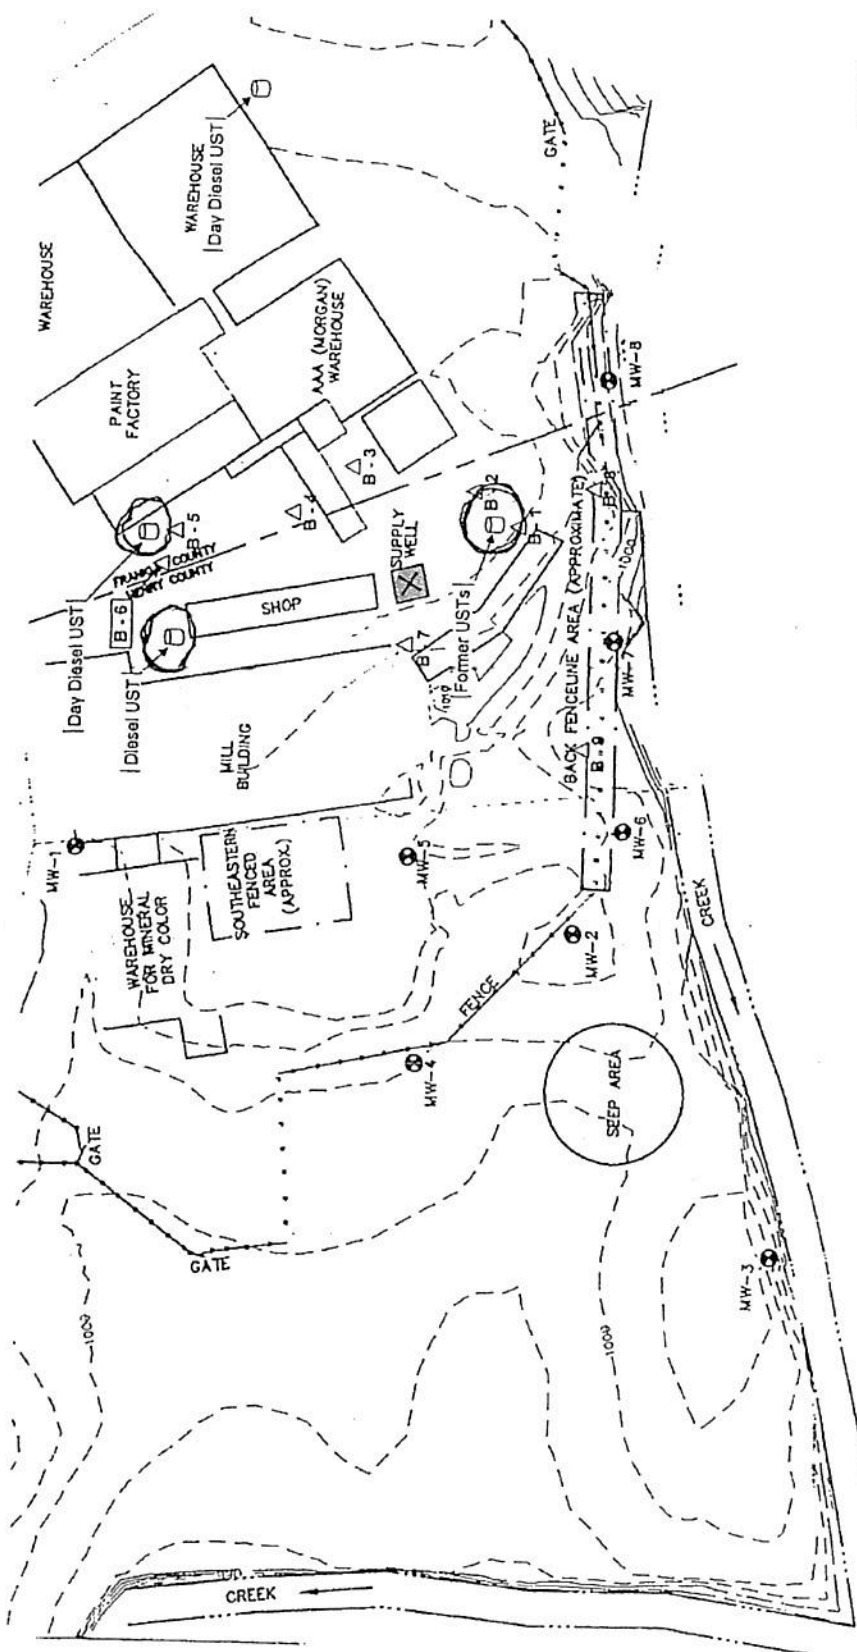 WAREHOUSE
WAREHOUSE
Day Diesel UST
PAINT
FACTORY
AAA (MORGAN)
WAREHOUSE
GATE
MW-8
B-3
B-4
B-5
B-2
B-1
B-8
FRANKLIN COUNTY
HENRY COUNTY
SUPPLY
WELL
SHOP
B-6
B-7
Day Diesel UST
Diesel UST
Former USTs
1010
1000
BACK FENCELINE AREA (APPROXIMATE)
MW-7
B-9
MILL
BUILDING
MW-1
MW-5
MW-6
WAREHOUSE
FOR MINERAL
DRY COLOR
SOUTHEASTERN
FENCED
AREA
(APPROX.)
MW-2
CREEK
FENCE
MW-4
SEEP AREA
GATE
GATE
MW-3
1000
1000
CREEK